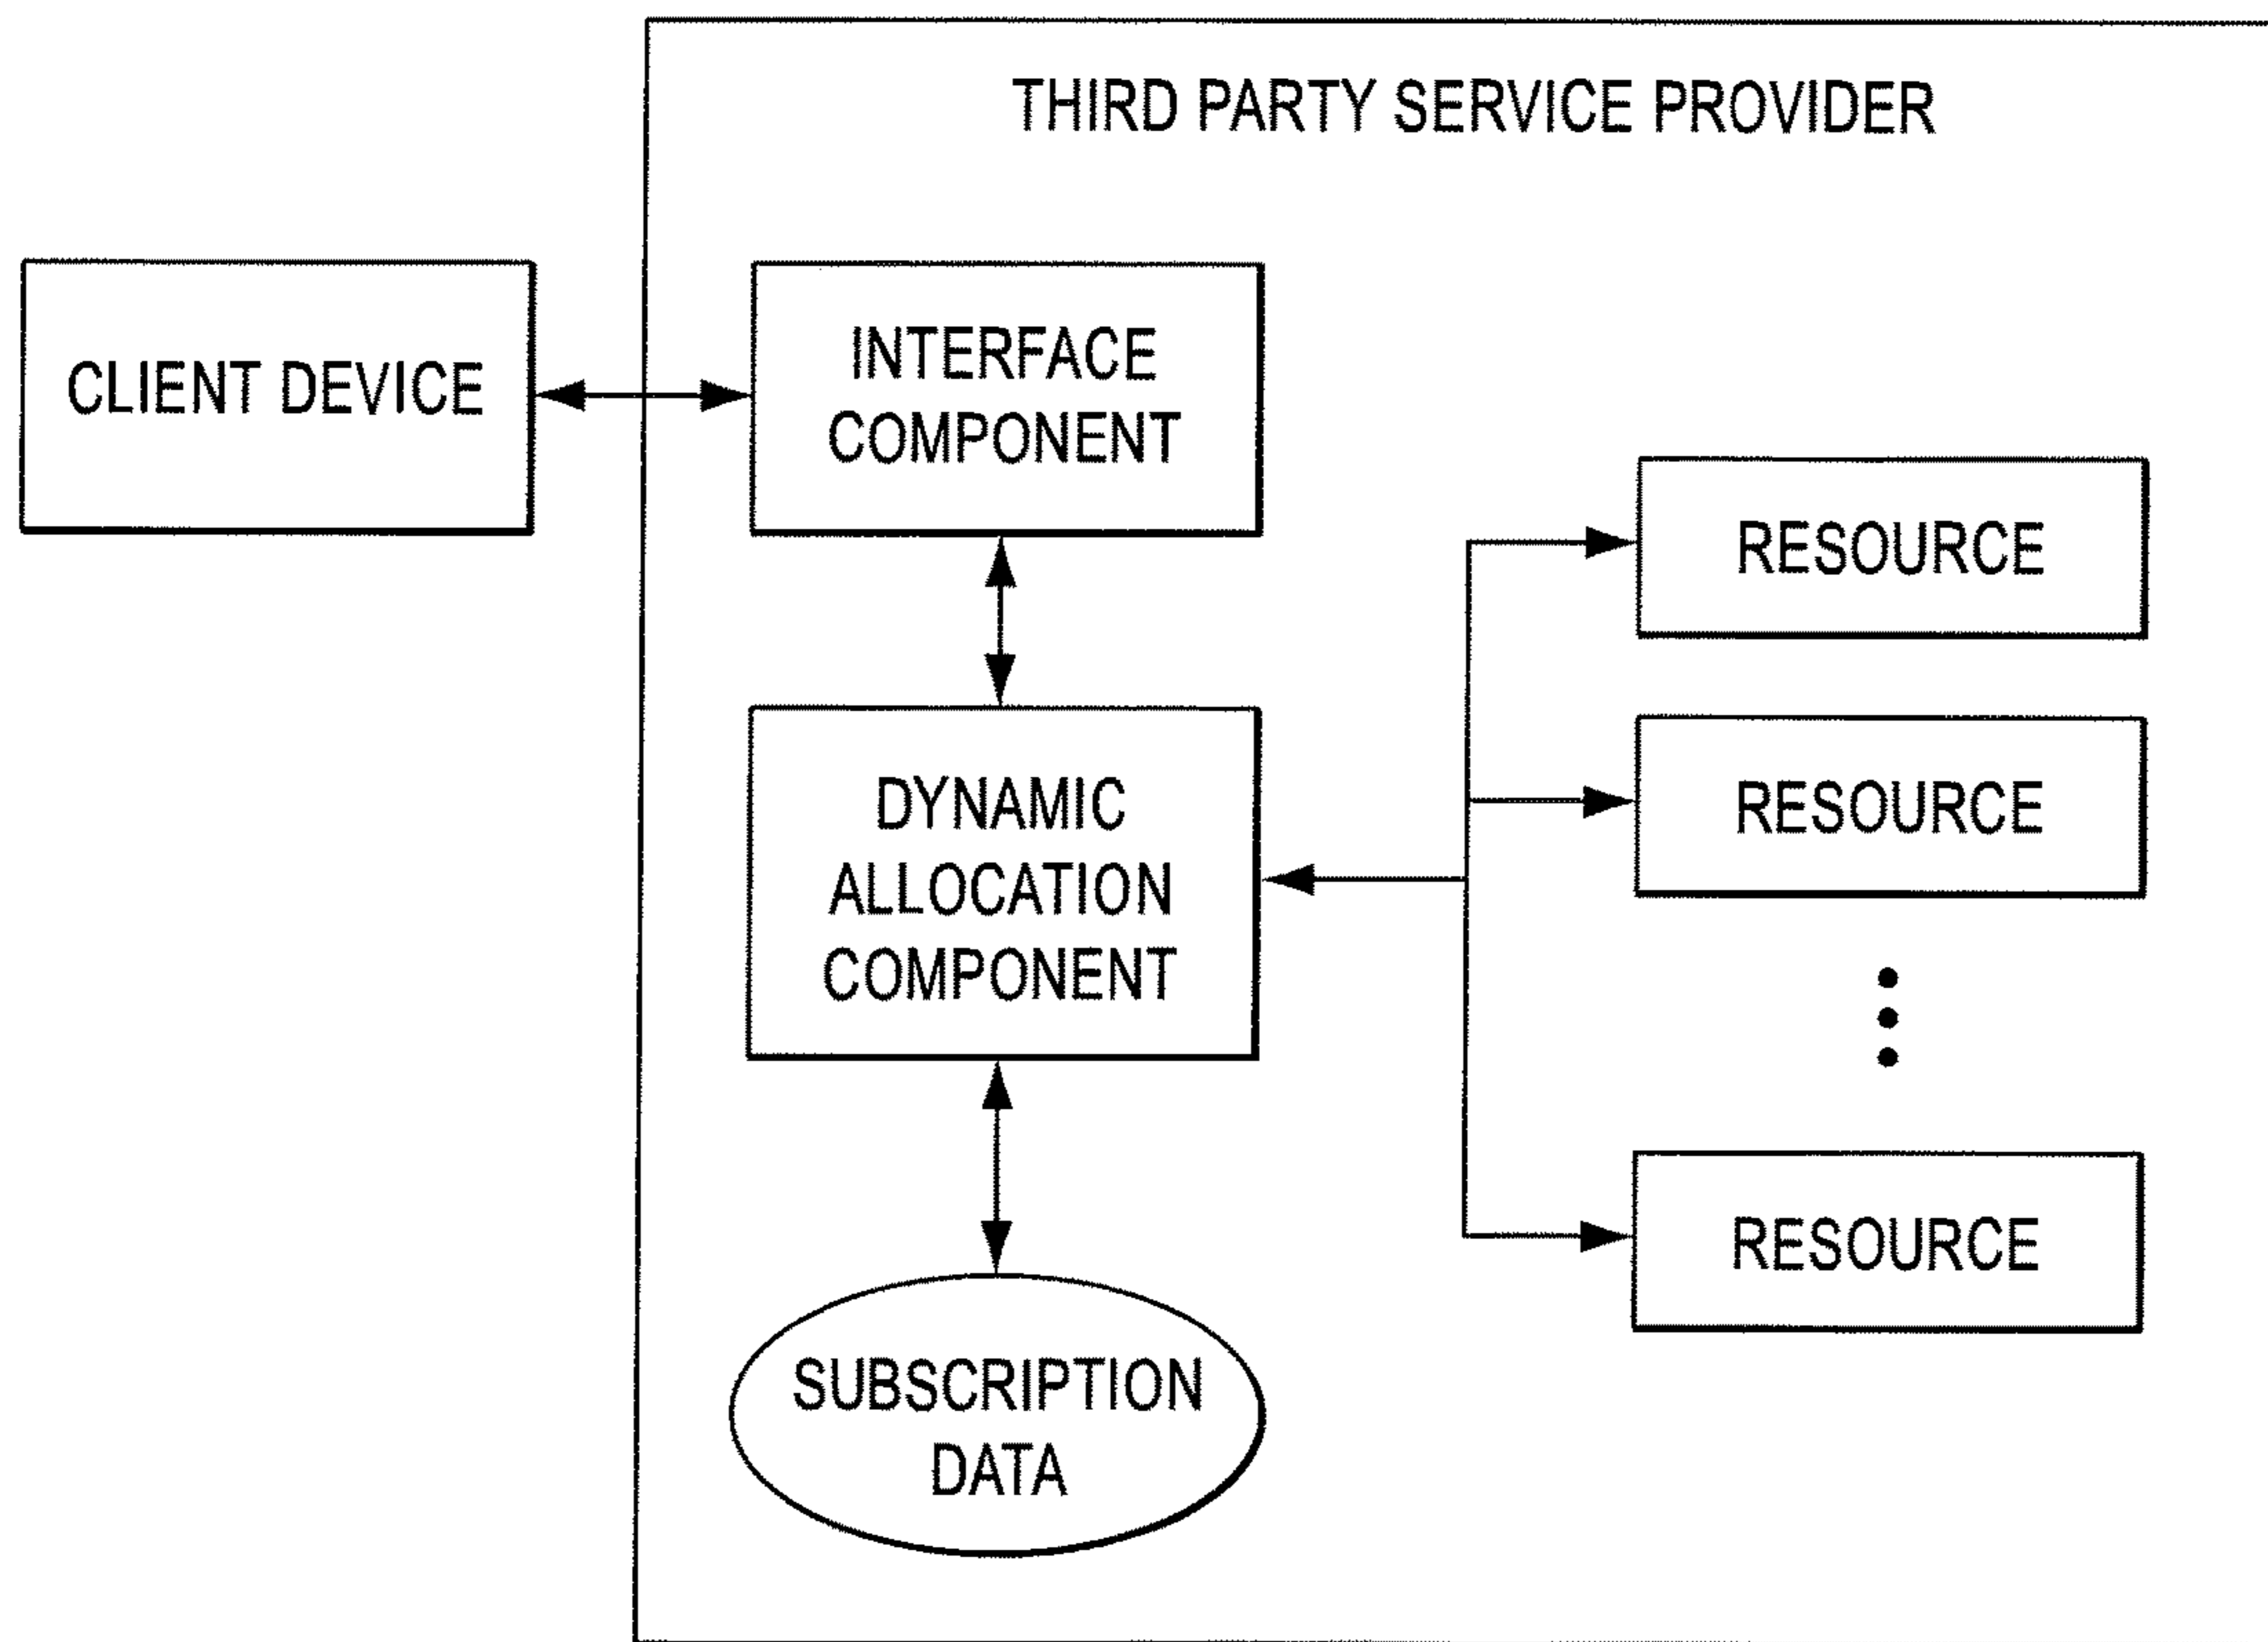 THIRD PARTY SERVICE PROVIDER
CLIENT DEVICE
INTERFACE
COMPONENT
RESOURCE
RESOURCE
DYNAMIC
ALLOCATION
COMPONENT
RESOURCE
SUBSCRIPTION
DATA